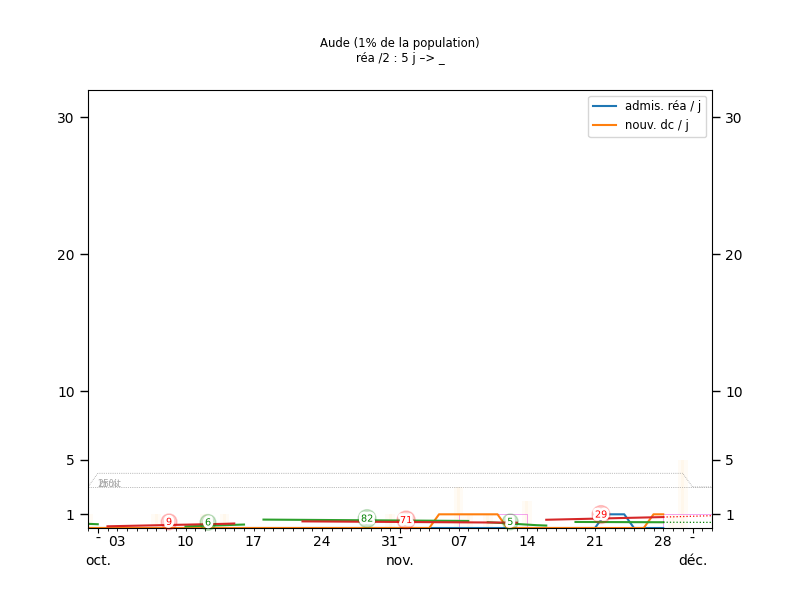 Aude (1% de la population)
réa /2 : 5 j –> _
admis. réa / j
nouv. dc / j
30 30
20 20
10 10
5 5
1 1
9 6 82 71 5 29
- 03 10 17 24 31 - 07 14 21 28 -
oct. nov. déc.